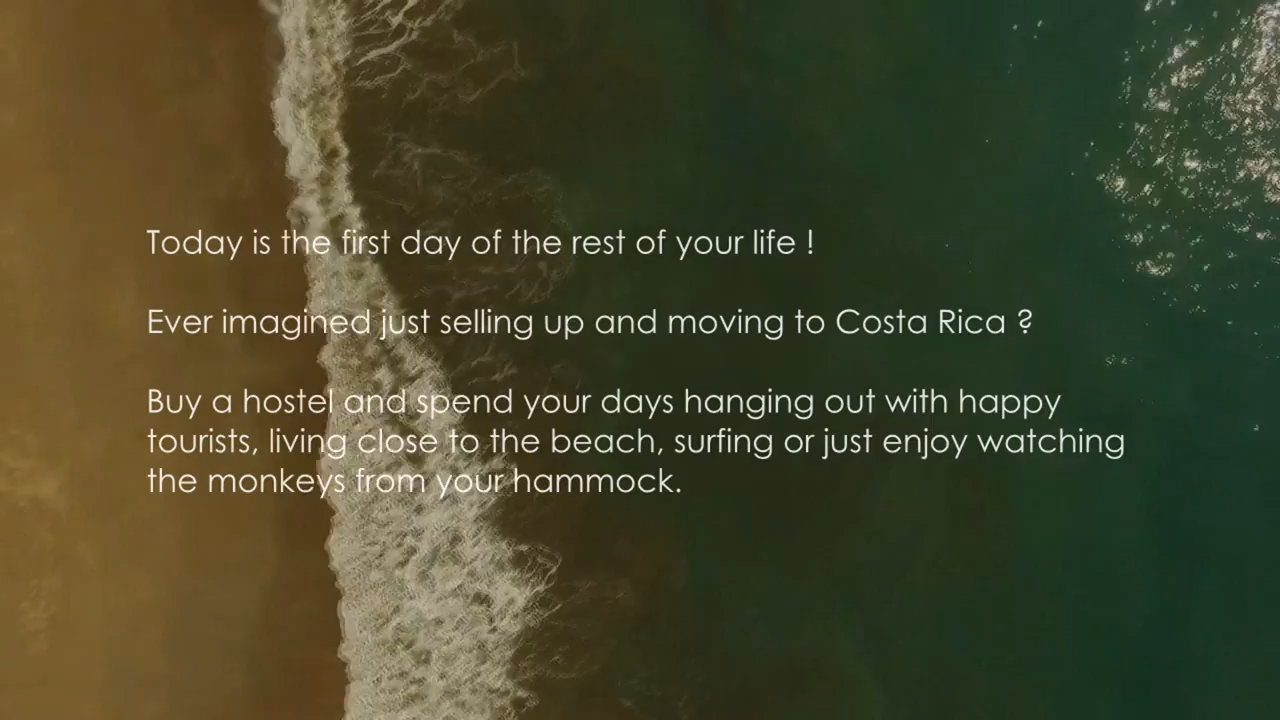 Today is the first day of the rest of your life !
Ever imagined just selling up and moving to Costa Rica ?
Buy a hostel and spend your days hanging out with happy
tourists, living close to the beach, surfing or just enjoy watching
the monkeys from your hammock.